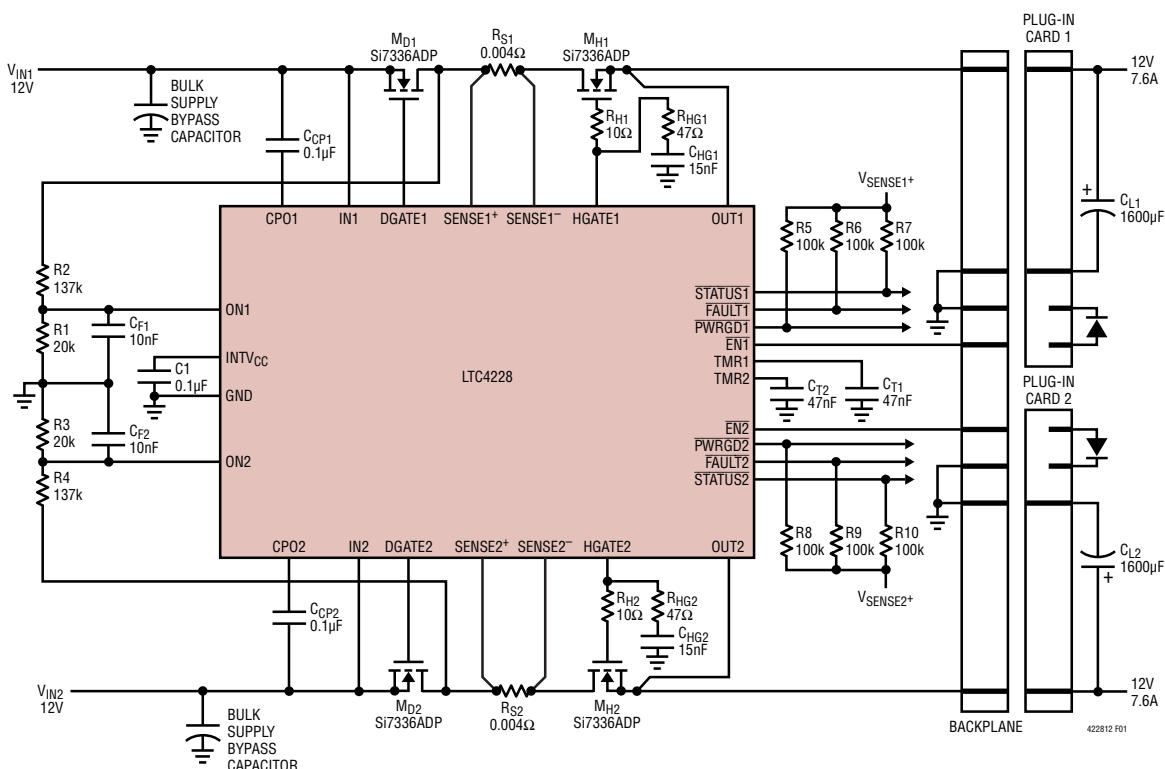 PLUG-IN
CARD 1
M_D1
Si7336ADP
R_S1
0.004Ω
M_H1
Si7336ADP
V_IN1
12V
12V
7.6A
BULK
SUPPLY
BYPASS
CAPACITOR
C_CP1
0.1µF
R_H1
10Ω
R_HG1
47Ω
C_HG1
15nF
V_SENSE1+
+
C_L1
1600µF
CPO1
IN1
DGATE1
SENSE1+
SENSE1−
HGATE1
OUT1
R5
100k
R6
100k
R7
100k
R2
137k
ON1
STATUS1
FAULT1
PWRGD1
EN1
R1
20k
C_F1
10nF
INTV_CC
C1
0.1µF
GND
LTC4228
TMR1
TMR2
C_T2
47nF
C_T1
47nF
PLUG-IN
CARD 2
R3
20k
C_F2
10nF
EN2
PWRGD2
FAULT2
STATUS2
ON2
R4
137k
R8
100k
R9
100k
R10
100k
CPO2
IN2
DGATE2
SENSE2+
SENSE2−
HGATE2
OUT2
C_L2
1600µF
+
V_SENSE2+
C_CP2
0.1µF
R_H2
10Ω
R_HG2
47Ω
C_HG2
15nF
V_IN2
12V
12V
7.6A
M_D2
Si7336ADP
R_S2
0.004Ω
M_H2
Si7336ADP
BULK
SUPPLY
BYPASS
CAPACITOR
BACKPLANE
422812 F01